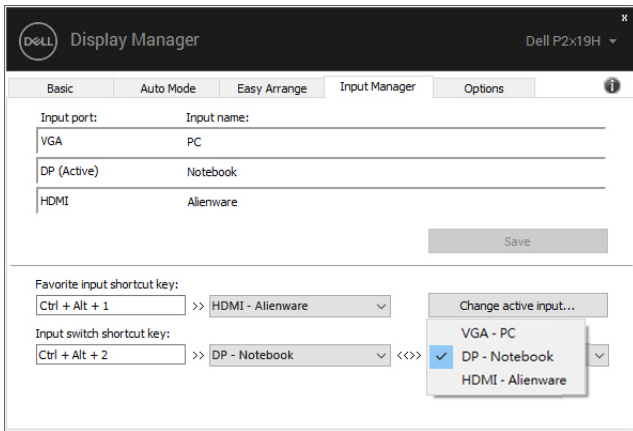 x
DELL Display Manager Dell P2x19H
Basic Auto Mode Easy Arrange Input Manager Options i
Input port: Input name:
VGA PC
DP (Active) Notebook
HDMI Alienware
Save
Favorite input shortcut key:
Ctrl + Alt + 1 >> HDMI - Alienware Change active input...
Input switch shortcut key:
VGA - PC
Ctrl + Alt + 2 >> DP - Notebook <<>> DP - Notebook
HDMI - Alienware